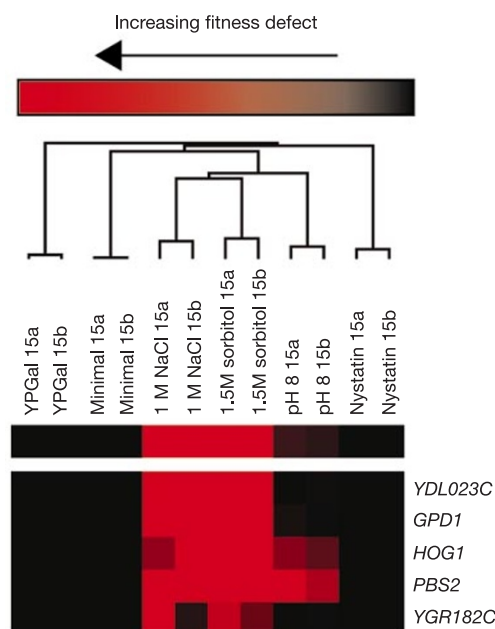 Increasing fitness defect
YPGal 15a
YPGal 15b
Minimal 15a
Minimal 15b
1 M NaCl 15a
1 M NaCl 15b
1.5M sorbitol 15a
1.5M sorbitol 15b
pH 8 15a
pH 8 15b
Nystatin 15a
Nystatin 15b
YDL023C
GPD1
HOG1
PBS2
YGR182C